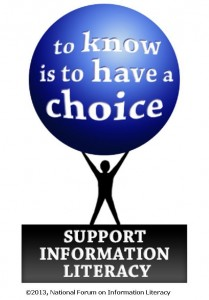 to know
is to have a
choice
SUPPORT
INFORMATION
LITERACY
©2013, National Forum on Information Literacy